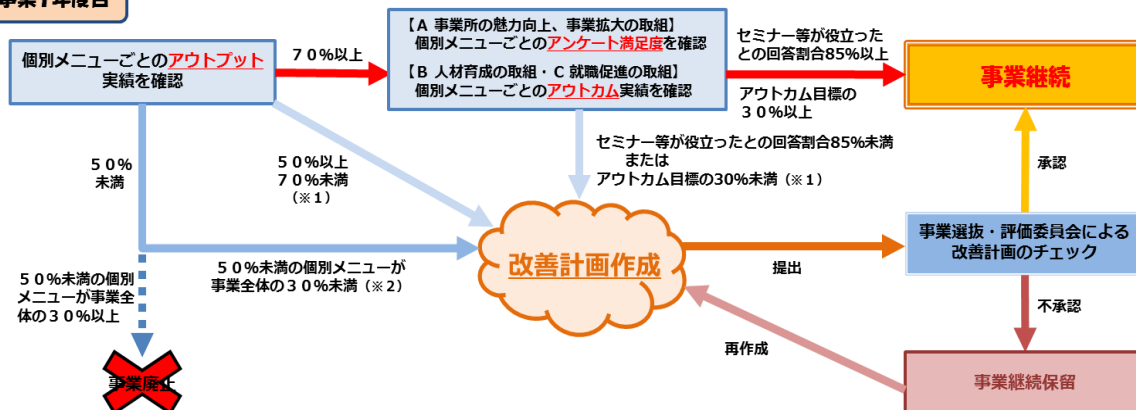 事業1年度目
個別メニューごとのアウトプット
実績を確認
７０％以上
【A 事業所の魅力向上、事業拡大の取組】
個別メニューごとのアンケート満足度を確認
【B 人材育成の取組・C 就職促進の取組】
個別メニューごとのアウトカム実績を確認
セミナー等が役立った
との回答割合85％以上
アウトカム目標の
３０％以上
事業継続
５０％
未満
５０％以上
７０％未満
（※１）
セミナー等が役立ったとの回答割合85％未満
または
アウトカム目標の30％未満（※１）
承認
改善計画作成
提出
事業選抜・評価委員会による
改善計画のチェック
５０％未満の個別
メニューが事業全
体の３０％以上
５０％未満の個別メニューが
事業全体の３０％未満（※２）
不承認
再作成
事業廃止
事業継続保留